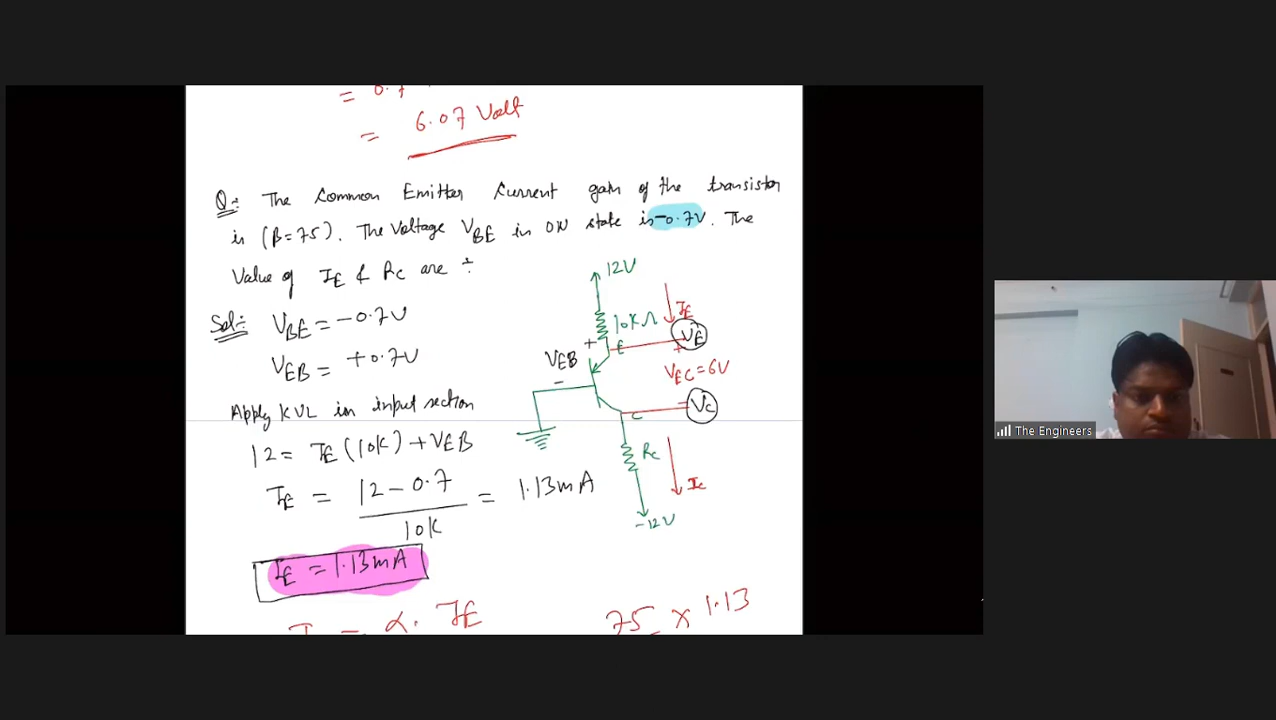 = 0.7
= 6.07 Volt
Q:- The Common Emitter Current gain of the transistor
is (β=75). The Voltage VBE in ON state is -0.7V. The
Value of IE & RC are ÷
Sol:- VBE = -0.7V
VEB = +0.7V
Apply KVL in input section
12 = IE (10K) + VEB
IE = 12 - 0.7 / 10K = 1.13mA
IE = 1.13mA
= α. IE
75 × 1.13
12V
10KΩ
IE
VE
+
E
+
VEB
-
VEC = 6V
-
VC
C
RC
IC
-12V
The Engineers